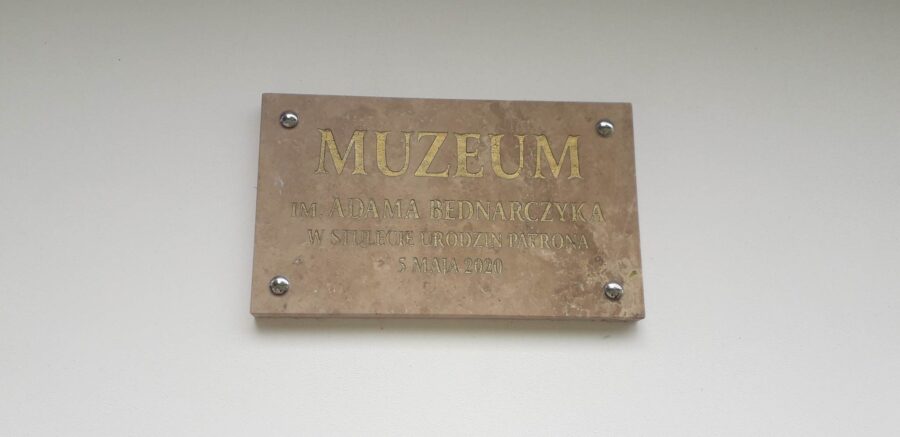 MUZEUM
IM. ADAMA BEDNARCZYKA
W STULECIE URODZIN PATRONA
5 MAJA 2020